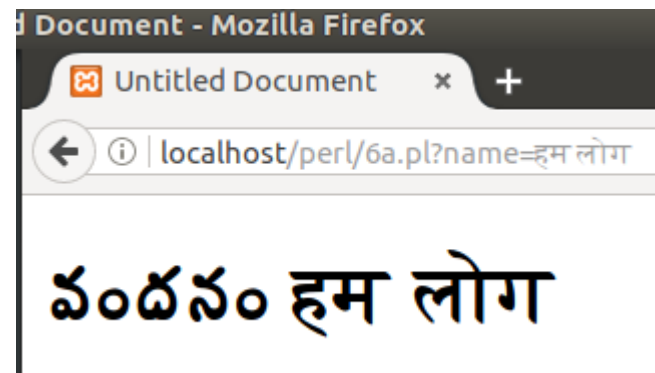 d Document - Mozilla Firefox
Untitled Document
localhost/perl/6a.pl?name=हम लोग
వందనం हम लोग